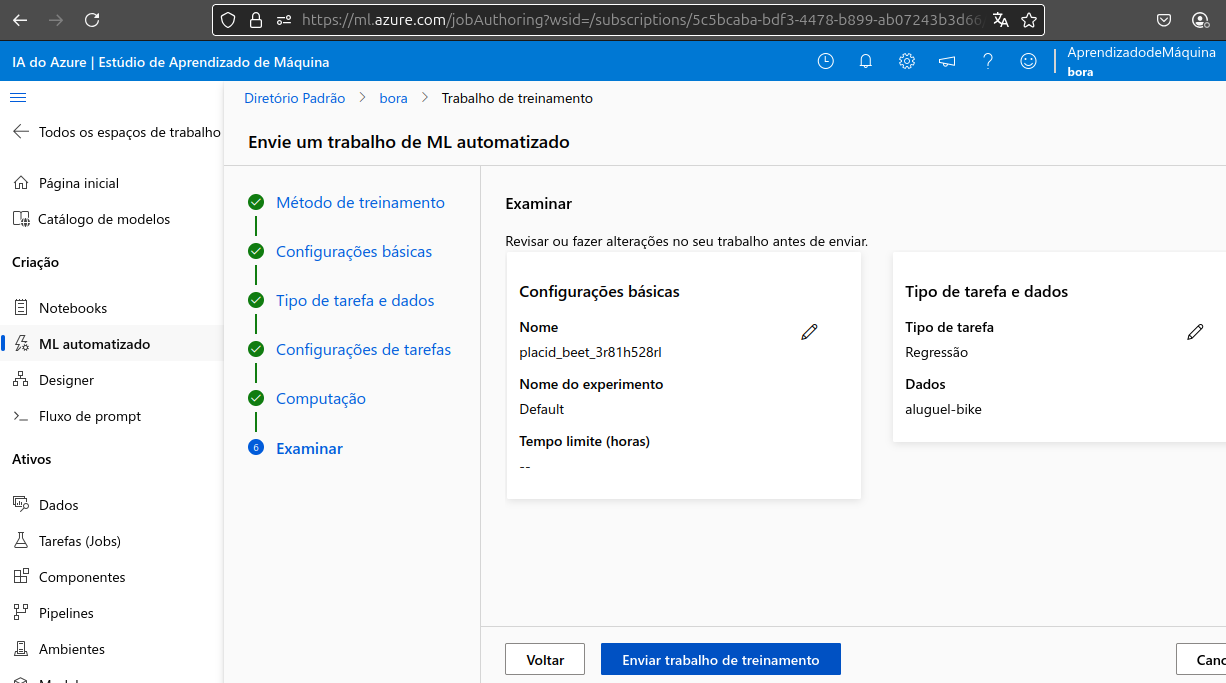 https://ml.azure.com/jobAuthoring?wsid=/subscriptions/5c5bcaba-bdf3-4478-b899-ab07243b3d66
IA do Azure | Estúdio de Aprendizado de Máquina
AprendizadodeMáquina
bora
Todos os espaços de trabalho
Página inicial
Catálogo de modelos
Criação
Notebooks
ML automatizado
Designer
Fluxo de prompt
Ativos
Dados
Tarefas (Jobs)
Componentes
Pipelines
Ambientes
Diretório Padrão > bora > Trabalho de treinamento
Envie um trabalho de ML automatizado
Método de treinamento
Configurações básicas
Tipo de tarefa e dados
Configurações de tarefas
Computação
6 Examinar
Examinar
Revisar ou fazer alterações no seu trabalho antes de enviar.
Configurações básicas
Nome
placid_beet_3r81h528rl
Nome do experimento
Default
Tempo limite (horas)
--
Tipo de tarefa e dados
Tipo de tarefa
Regressão
Dados
aluguel-bike
Voltar
Enviar trabalho de treinamento
Canc